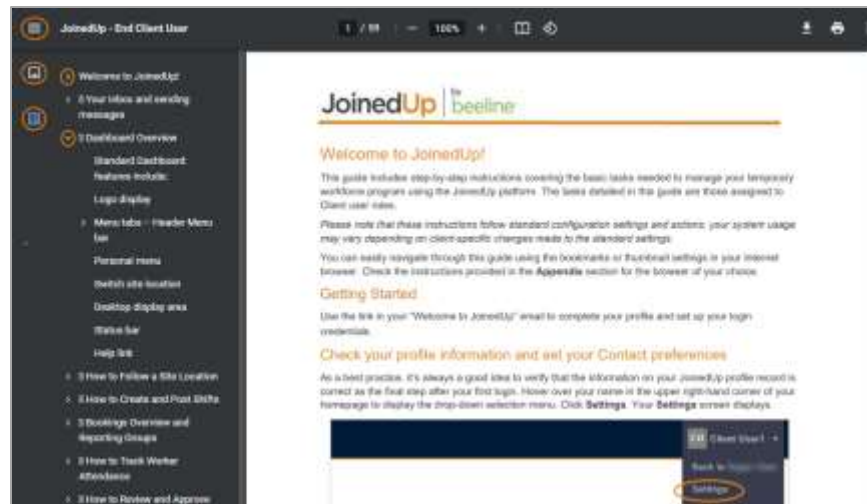 JoinedUp - End Client User
1 / 59
100%
Welcome to JoinedUp!
Your Inbox and sending
messages
Dashboard Overview
Standard Dashboard
features include:
Logo display
Menu tabs – Header Menu
bar
Personal menu
Switch site location
Desktop display area
Status bar
Help link
How to Follow a Site Location
How to Create and Post Shifts
Bookings Overview and
Reporting Groups
How to Track Worker
Attendance
How to Review and Approve
JoinedUp by
beeline
Welcome to JoinedUp!
This guide includes step-by-step instructions covering the basic tasks needed to manage your temporary
workforce program using the JoinedUp platform. The tasks detailed in this guide are those assigned to
Client user roles.
Please note that these instructions follow standard configuration settings and actions; your system usage
may vary depending on client-specific changes made to the standard settings.
You can easily navigate through this guide using the bookmarks or thumbnail settings in your internet
browser. Check the instructions provided in the Appendix section for the browser of your choice.
Getting Started
Use the link in your "Welcome to JoinedUp" email to complete your profile and set up your login
credentials.
Check your profile information and set your Contact preferences
As a best practice, it's always a good idea to verify that the information on your JoinedUp profile record is
correct as the final step after your first login. Hover over your name in the upper right-hand corner of your
homepage to display the drop-down selection menu. Click Settings. Your Settings screen displays.
Client User1
Back to
Settings